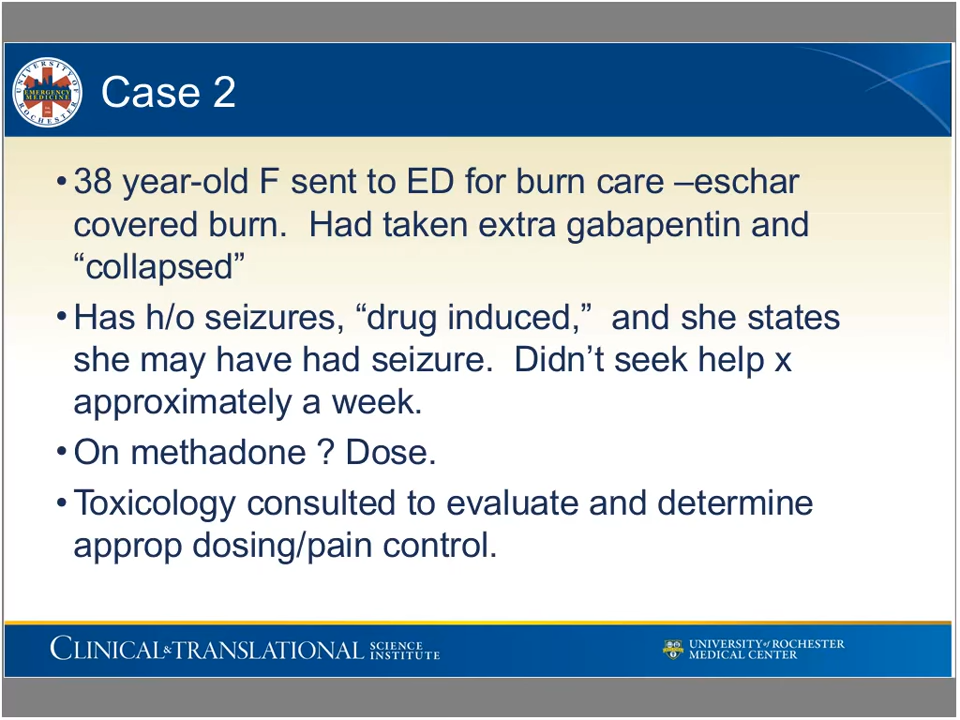 UNIVERSITY OF ROCHESTER
EMERGENCY MEDICINE
Case 2
•38 year-old F sent to ED for burn care –eschar
covered burn.  Had taken extra gabapentin and
“collapsed”
•Has h/o seizures, “drug induced,”  and she states
she may have had seizure.  Didn’t seek help x
approximately a week.
•On methadone ? Dose.
•Toxicology consulted to evaluate and determine
approp dosing/pain control.
CLINICAL & TRANSLATIONAL SCIENCE INSTITUTE
UNIVERSITY of ROCHESTER
MEDICAL CENTER